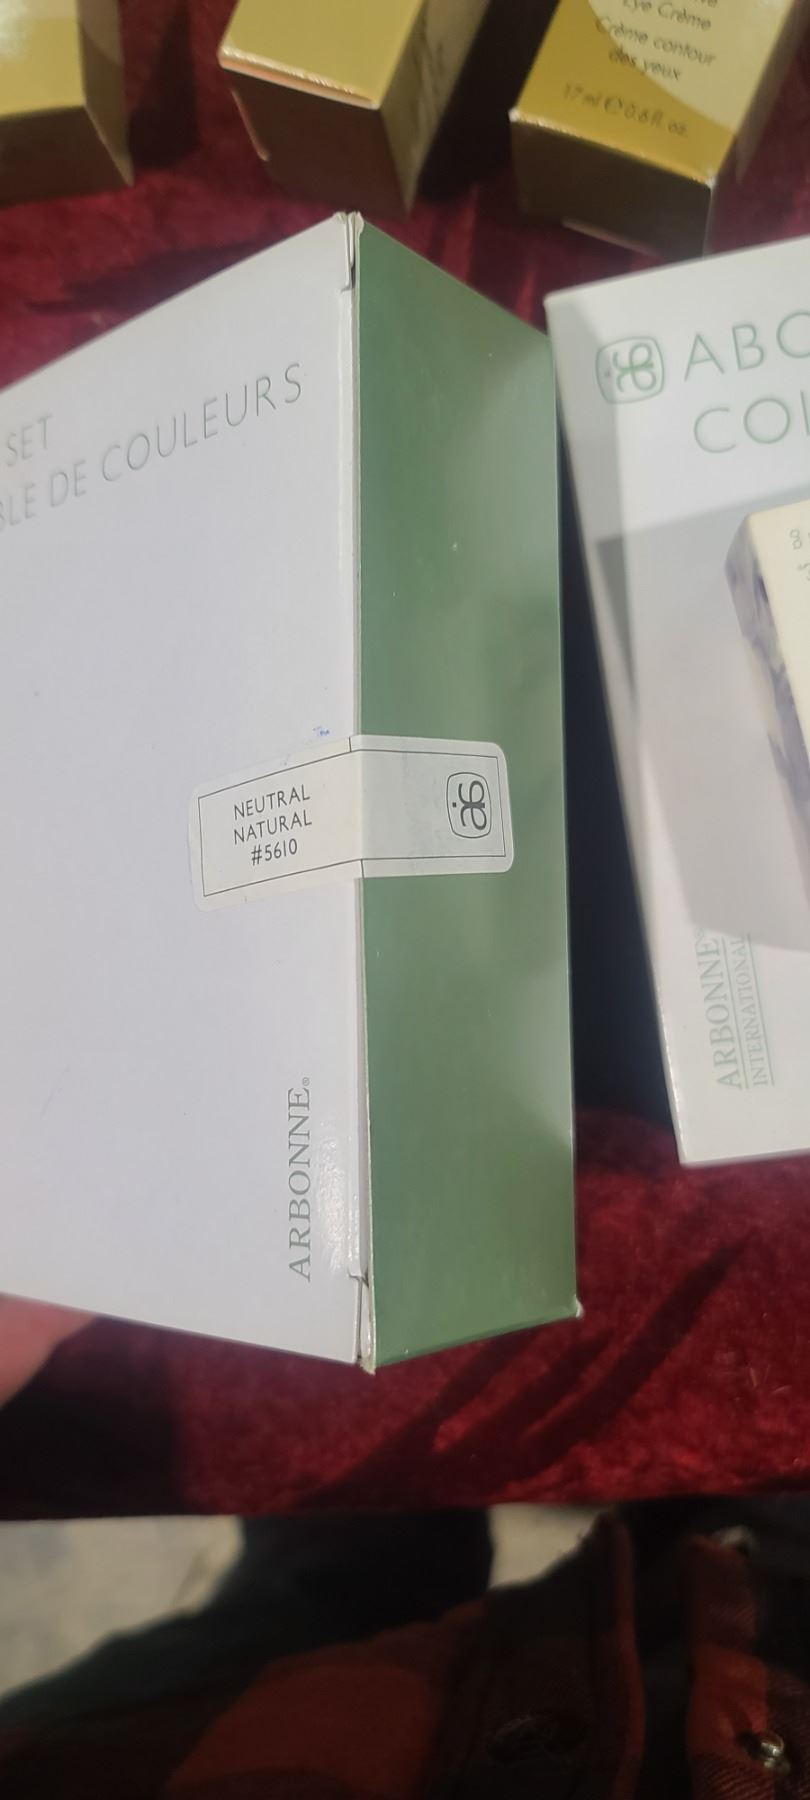 Eye Crème
Crème contour
des yeux
17 ml e 0.6 fl. oz.
SET
BLE DE COULEURS
NEUTRAL
NATURAL
#5610
ARBONNE®
ABO
COL
ARBONNE®
INTERNATIONAL